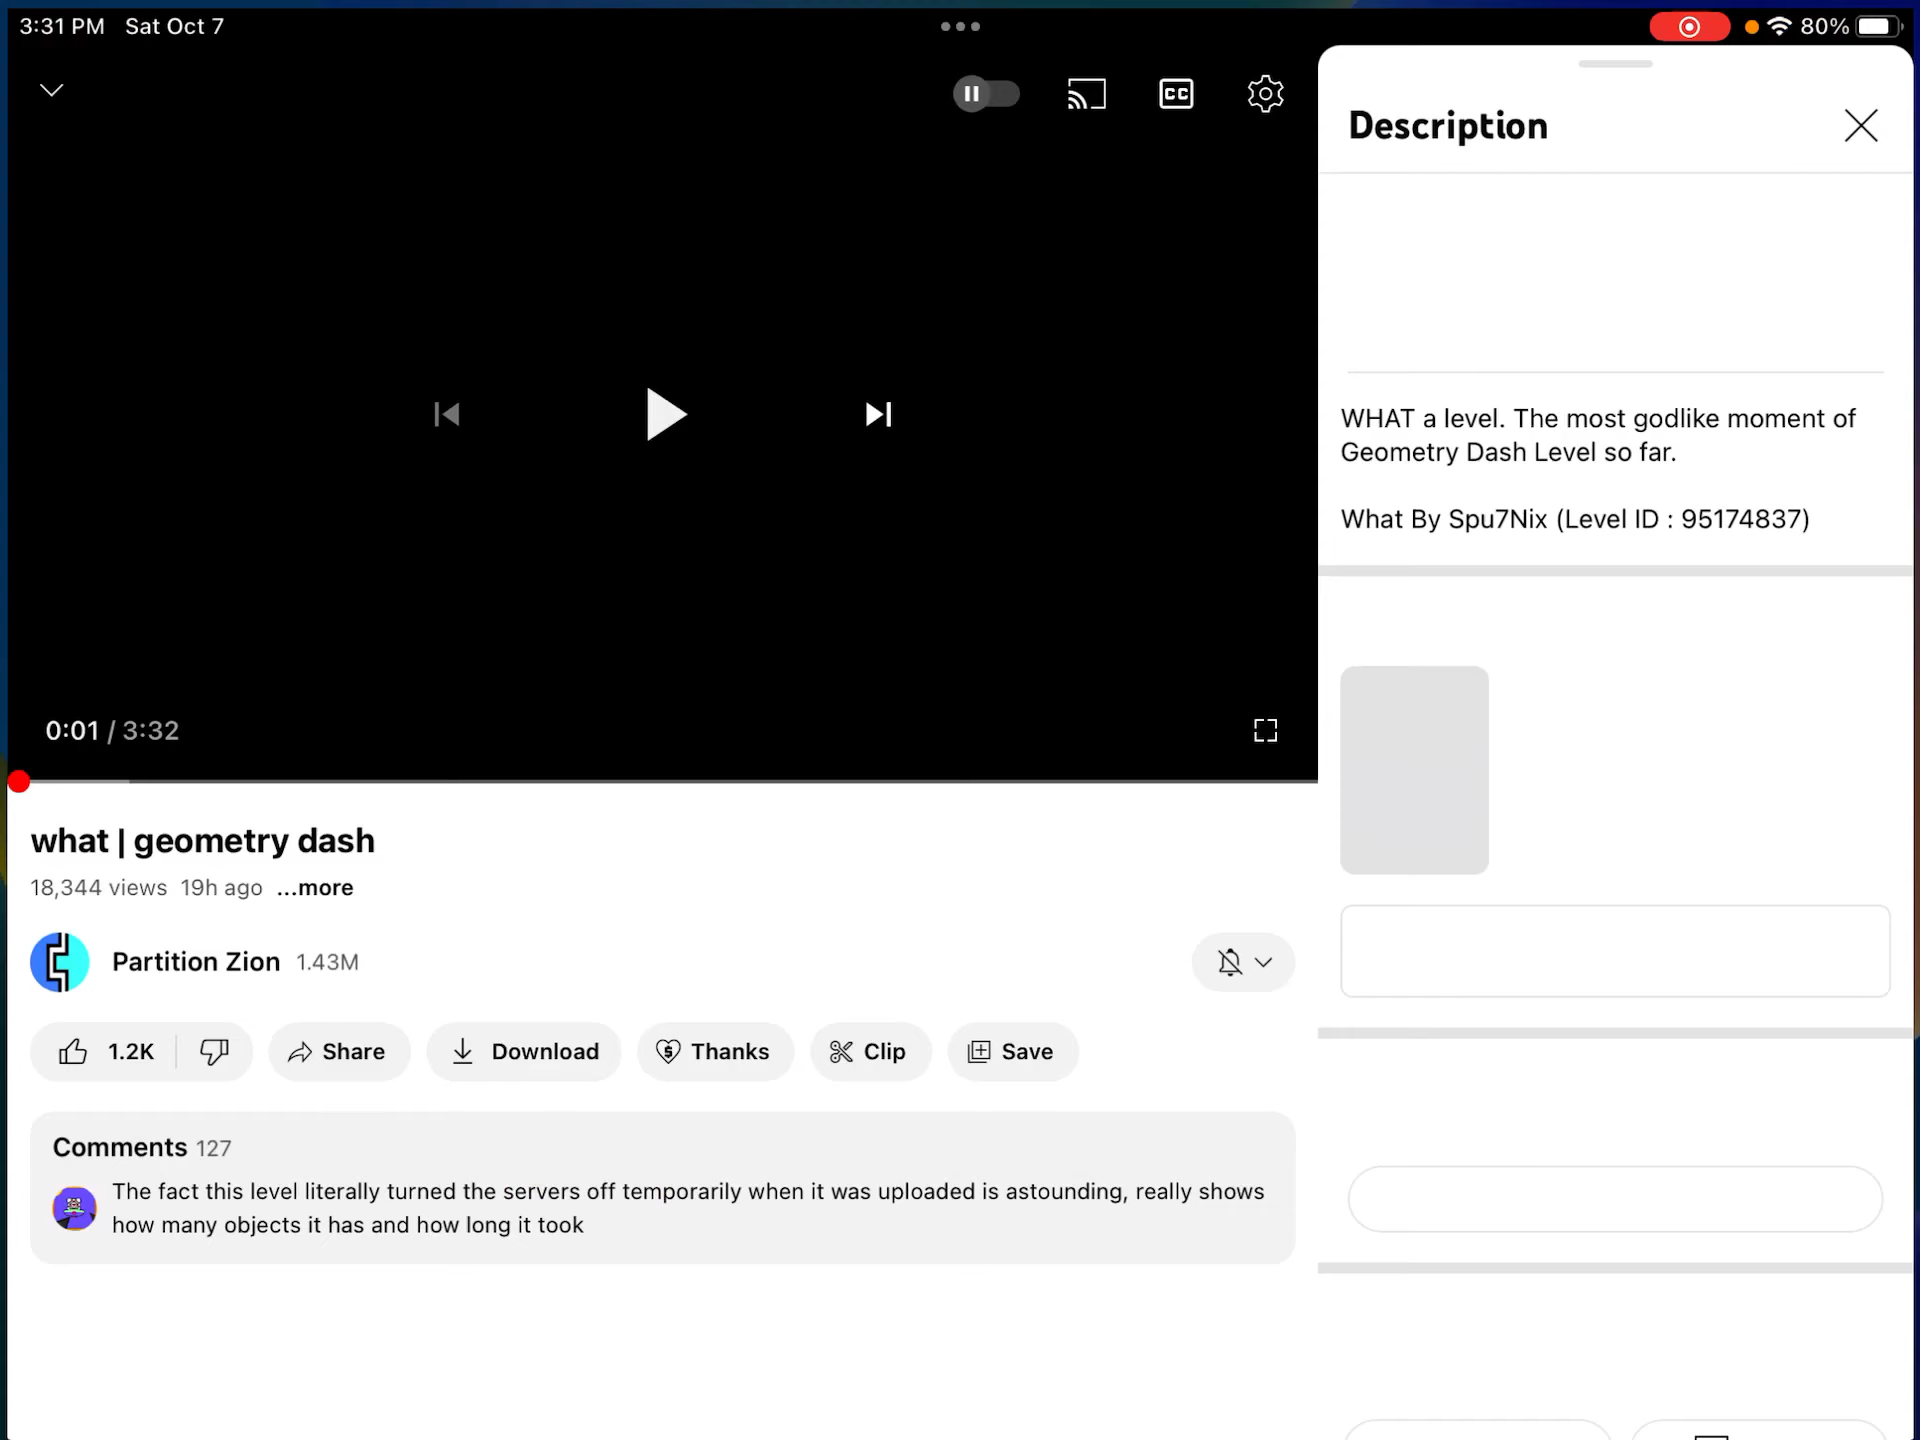 3:31 PM Sat Oct 7
80%
CC
Description
WHAT a level. The most godlike moment of
Geometry Dash Level so far.
What By Spu7Nix (Level ID : 95174837)
0:01 / 3:32
what | geometry dash
18,344 views 19h ago ...more
Partition Zion 1.43M
1.2K
Share
Download
Thanks
Clip
Save
Comments 127
The fact this level literally turned the servers off temporarily when it was uploaded is astounding, really shows
how many objects it has and how long it took